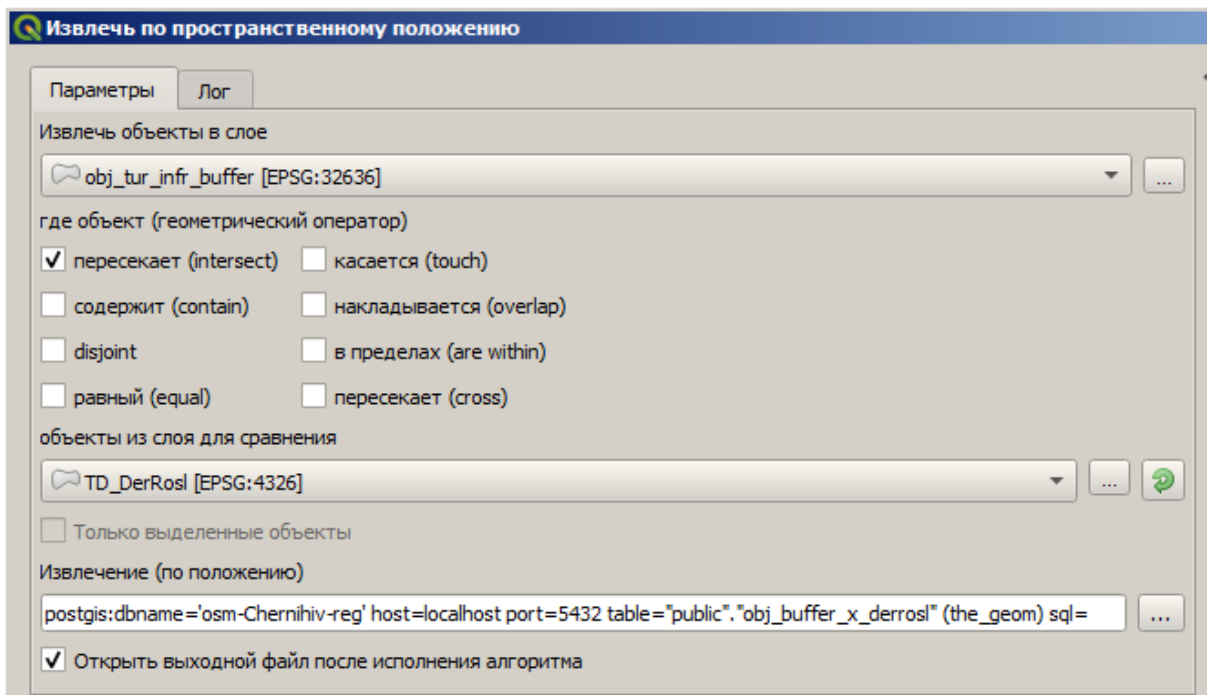 Извлечь по пространственному положению
Параметры Лог
Извлечь объекты в слое
obj_tur_infr_buffer [EPSG:32636] ...
где объект (геометрический оператор)
пересекает (intersect) касается (touch)
содержит (contain) накладывается (overlap)
disjoint в пределах (are within)
равный (equal) пересекает (cross)
объекты из слоя для сравнения
TD_DerRosl [EPSG:4326] ...
Только выделенные объекты
Извлечение (по положению)
postgis:dbname='osm-Chernihiv-reg' host=localhost port=5432 table="public"."obj_buffer_x_derrosl" (the_geom) sql= ...
Открыть выходной файл после исполнения алгоритма